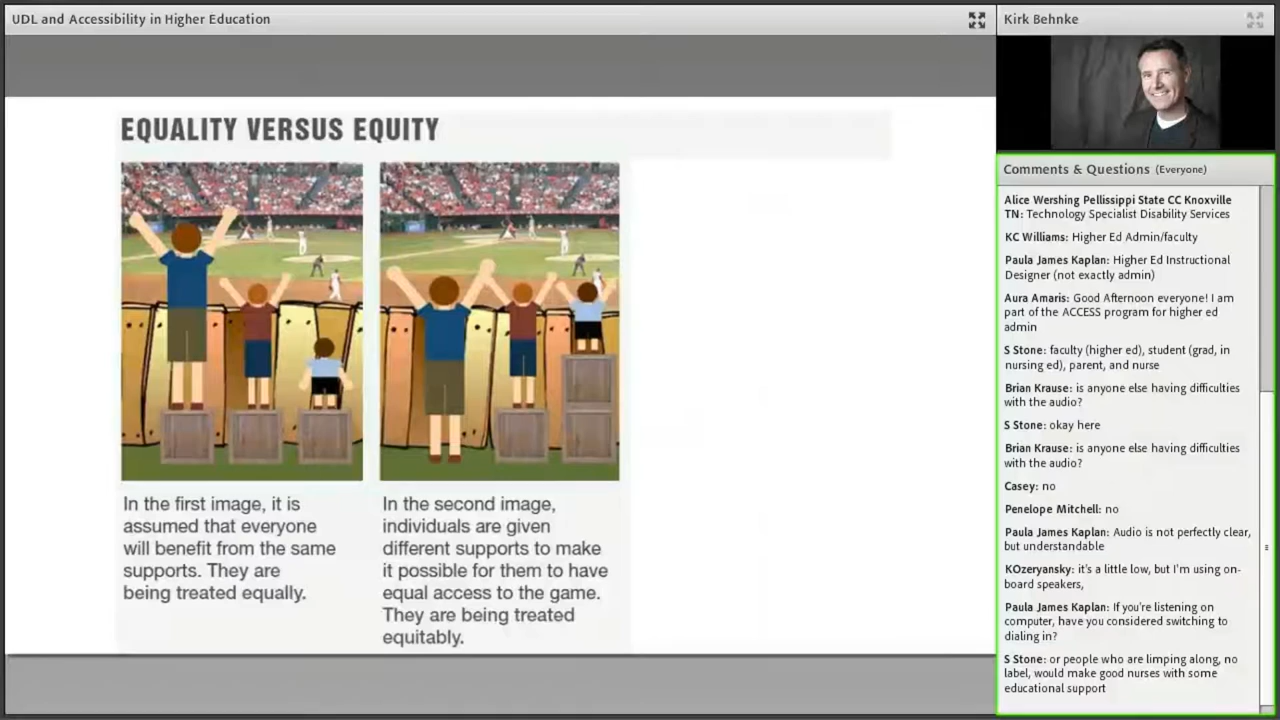 UDL and Accessibility in Higher Education
EQUALITY VERSUS EQUITY
In the first image, it is
assumed that everyone
will benefit from the same
supports. They are
being treated equally.
In the second image,
individuals are given
different supports to make
it possible for them to have
equal access to the game.
They are being treated
equitably.
Kirk Behnke
Comments & Questions (Everyone)
Alice Wershing Pellissippi State CC Knoxville
TN: Technology Specialist Disability Services
KC Williams: Higher Ed Admin/faculty
Paula James Kaplan: Higher Ed Instructional
Designer (not exactly admin)
Aura Amaris: Good Afternoon everyone! I am
part of the ACCESS program for higher ed
admin
S Stone: faculty (higher ed), student (grad, in
nursing ed), parent, and nurse
Brian Krause: is anyone else having difficulties
with the audio?
S Stone: okay here
Brian Krause: is anyone else having difficulties
with the audio?
Casey: no
Penelope Mitchell: no
Paula James Kaplan: Audio is not perfectly clear,
but understandable
KOzeryansky: it's a little low, but I'm using on-
board speakers,
Paula James Kaplan: If you're listening on
computer, have you considered switching to
dialing in?
S Stone: or people who are limping along, no
label, would make good nurses with some
educational support